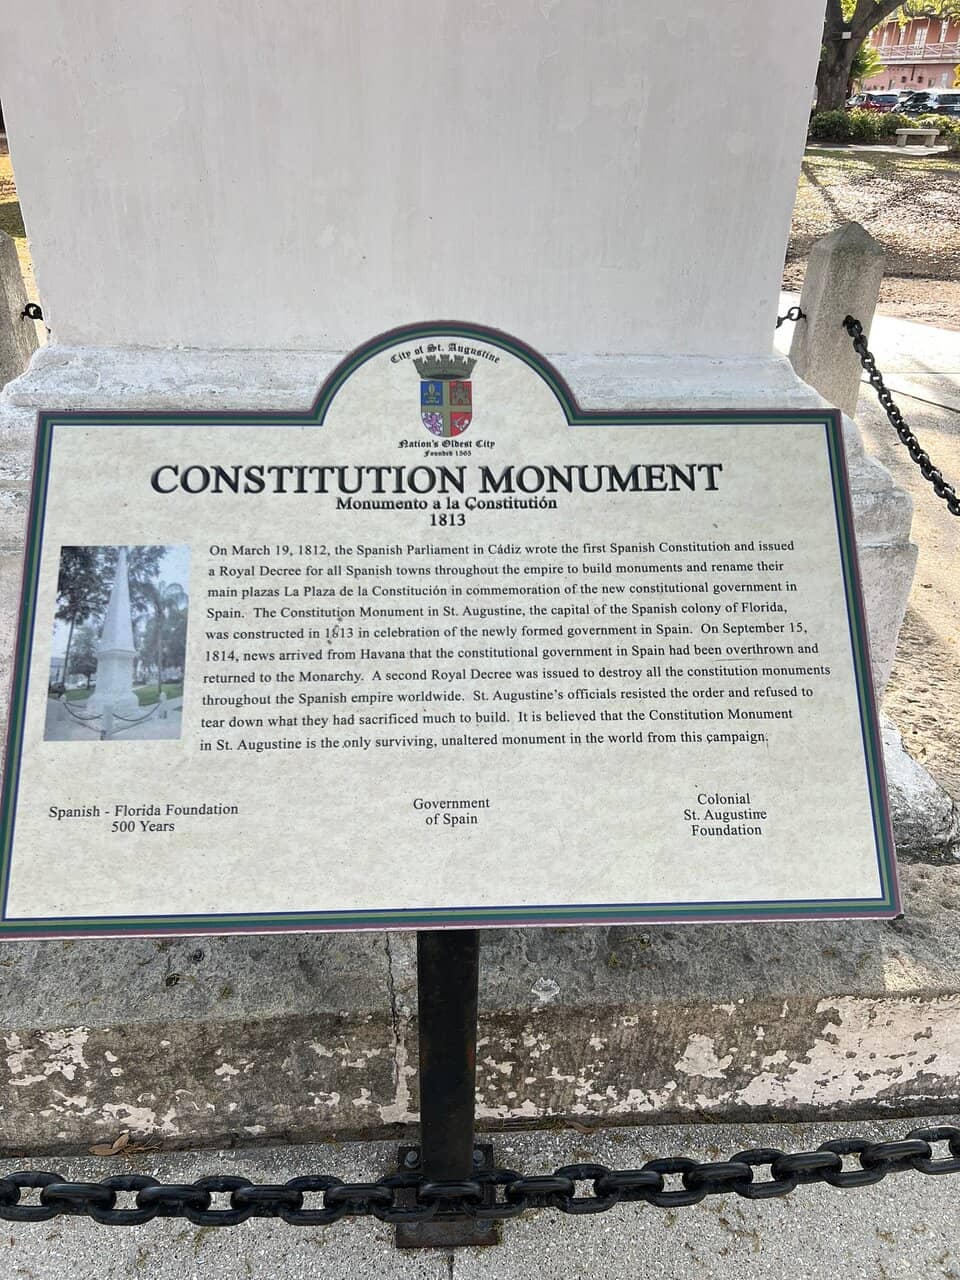 City of St. Augustine
Nation's Oldest City
Founded 1565
CONSTITUTION MONUMENT
Monumento a la Constitutión
1813
On March 19, 1812, the Spanish Parliament in Cádiz wrote the first Spanish Constitution and issued
a Royal Decree for all Spanish towns throughout the empire to build monuments and rename their
main plazas La Plaza de la Constitución in commemoration of the new constitutional government in
Spain. The Constitution Monument in St. Augustine, the capital of the Spanish colony of Florida,
was constructed in 1813 in celebration of the newly formed government in Spain. On September 15,
1814, news arrived from Havana that the constitutional government in Spain had been overthrown and
returned to the Monarchy. A second Royal Decree was issued to destroy all the constitution monuments
throughout the Spanish empire worldwide. St. Augustine's officials resisted the order and refused to
tear down what they had sacrificed much to build. It is believed that the Constitution Monument
in St. Augustine is the only surviving, unaltered monument in the world from this campaign.
Spanish - Florida Foundation
500 Years
Government
of Spain
Colonial
St. Augustine
Foundation